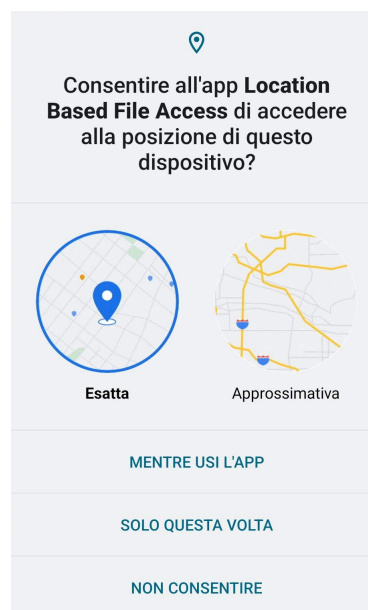 Consentire all'app Location
Based File Access di accedere
alla posizione di questo
dispositivo?
Esatta
Approssimativa
MENTRE USI L'APP
SOLO QUESTA VOLTA
NON CONSENTIRE